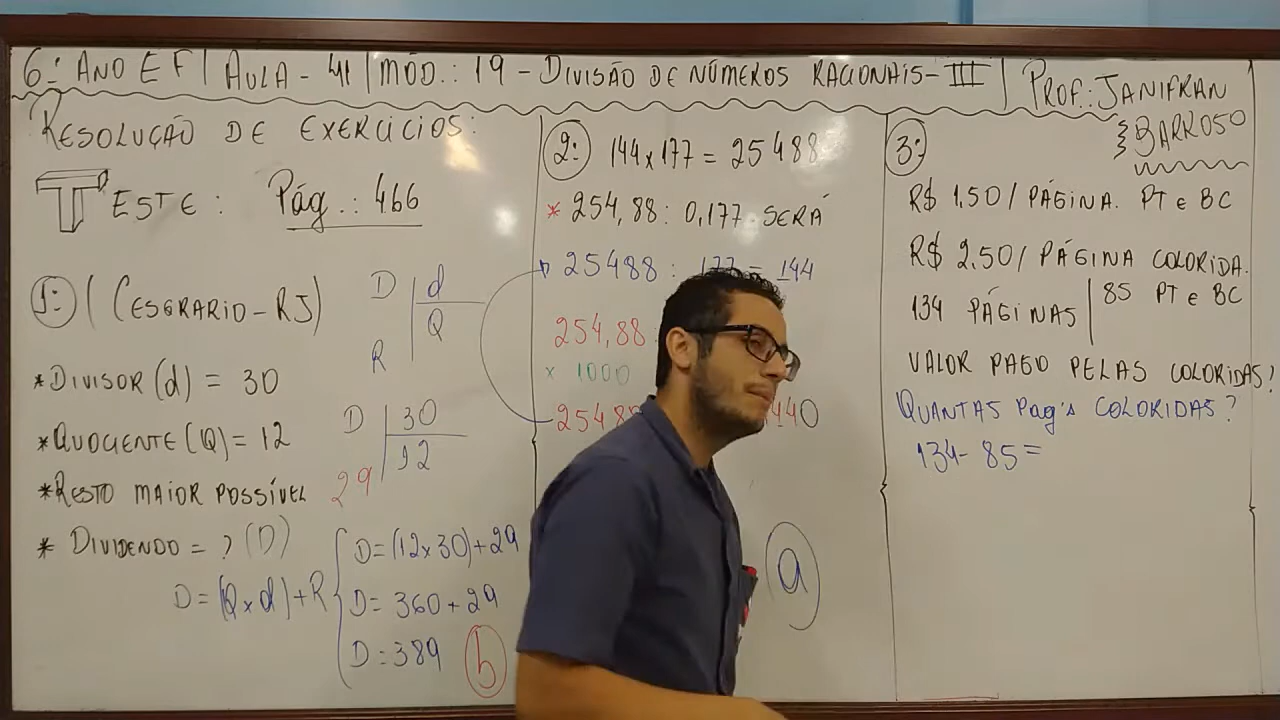 6º ANO E F | AULA - 41 | MÓD.: 19 - DIVISÃO DE NÚMEROS RACIONAIS - III | PROF.: JANIFRAN
BARROSO
RESOLUÇÃO DE EXERCÍCIOS:
TESTE: Pág.: 466
1:) (CESGRARIO-RJ)
D d
Q
R
*DIVISOR (d) = 30
*QUOCIENTE (Q) = 12
D 30
12
29
*RESTO MAIOR POSSÍVEL
* DIVIDENDO = ? (D)
D = (Q x d) + R
D = (12 x 30) + 29
D = 360 + 29
D = 389
b
2:) 144 x 177 = 25488
* 254,88 : 0,177 SERÁ
25488 : 177 = 144
254,88
x 1000
a
3:)
R$ 1,50 / PÁGINA. PT e BC
R$ 2,50 / PÁGINA COLORIDA.
134 PÁGINAS | 85 PT e BC
VALOR PAGO PELAS COLORIDAS?
QUANTAS Pag's COLORIDAS?
134 - 85 =